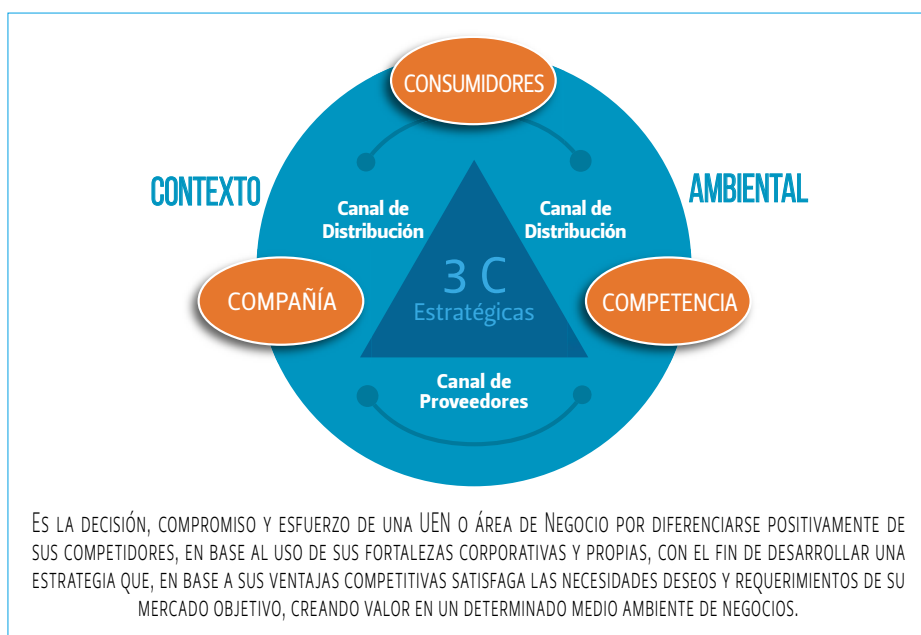 CONSUMIDORES
CONTEXTO
AMBIENTAL
Canal de
Distribución
Canal de
Distribución
3 C
Estratégicas
COMPAÑÍA
COMPETENCIA
Canal de
Proveedores
Es la decisión, compromiso y esfuerzo de una UEN o área de Negocio por diferenciarse positivamente de
sus competidores, en base al uso de sus fortalezas corporativas y propias, con el fin de desarrollar una
estrategia que, en base a sus ventajas competitivas satisfaga las necesidades deseos y requerimientos de su
mercado objetivo, creando valor en un determinado medio ambiente de negocios.